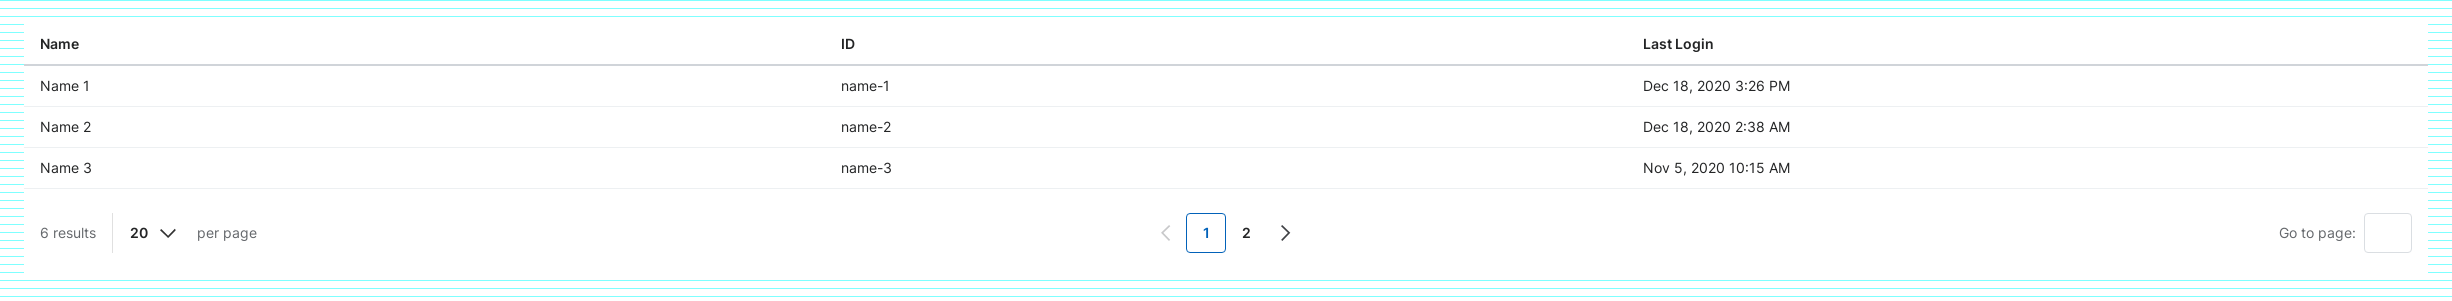 Name ID Last Login
Name 1 name-1 Dec 18, 2020 3:26 PM
Name 2 name-2 Dec 18, 2020 2:38 AM
Name 3 name-3 Nov 5, 2020 10:15 AM
6 results 20 per page 1 2 Go to page: